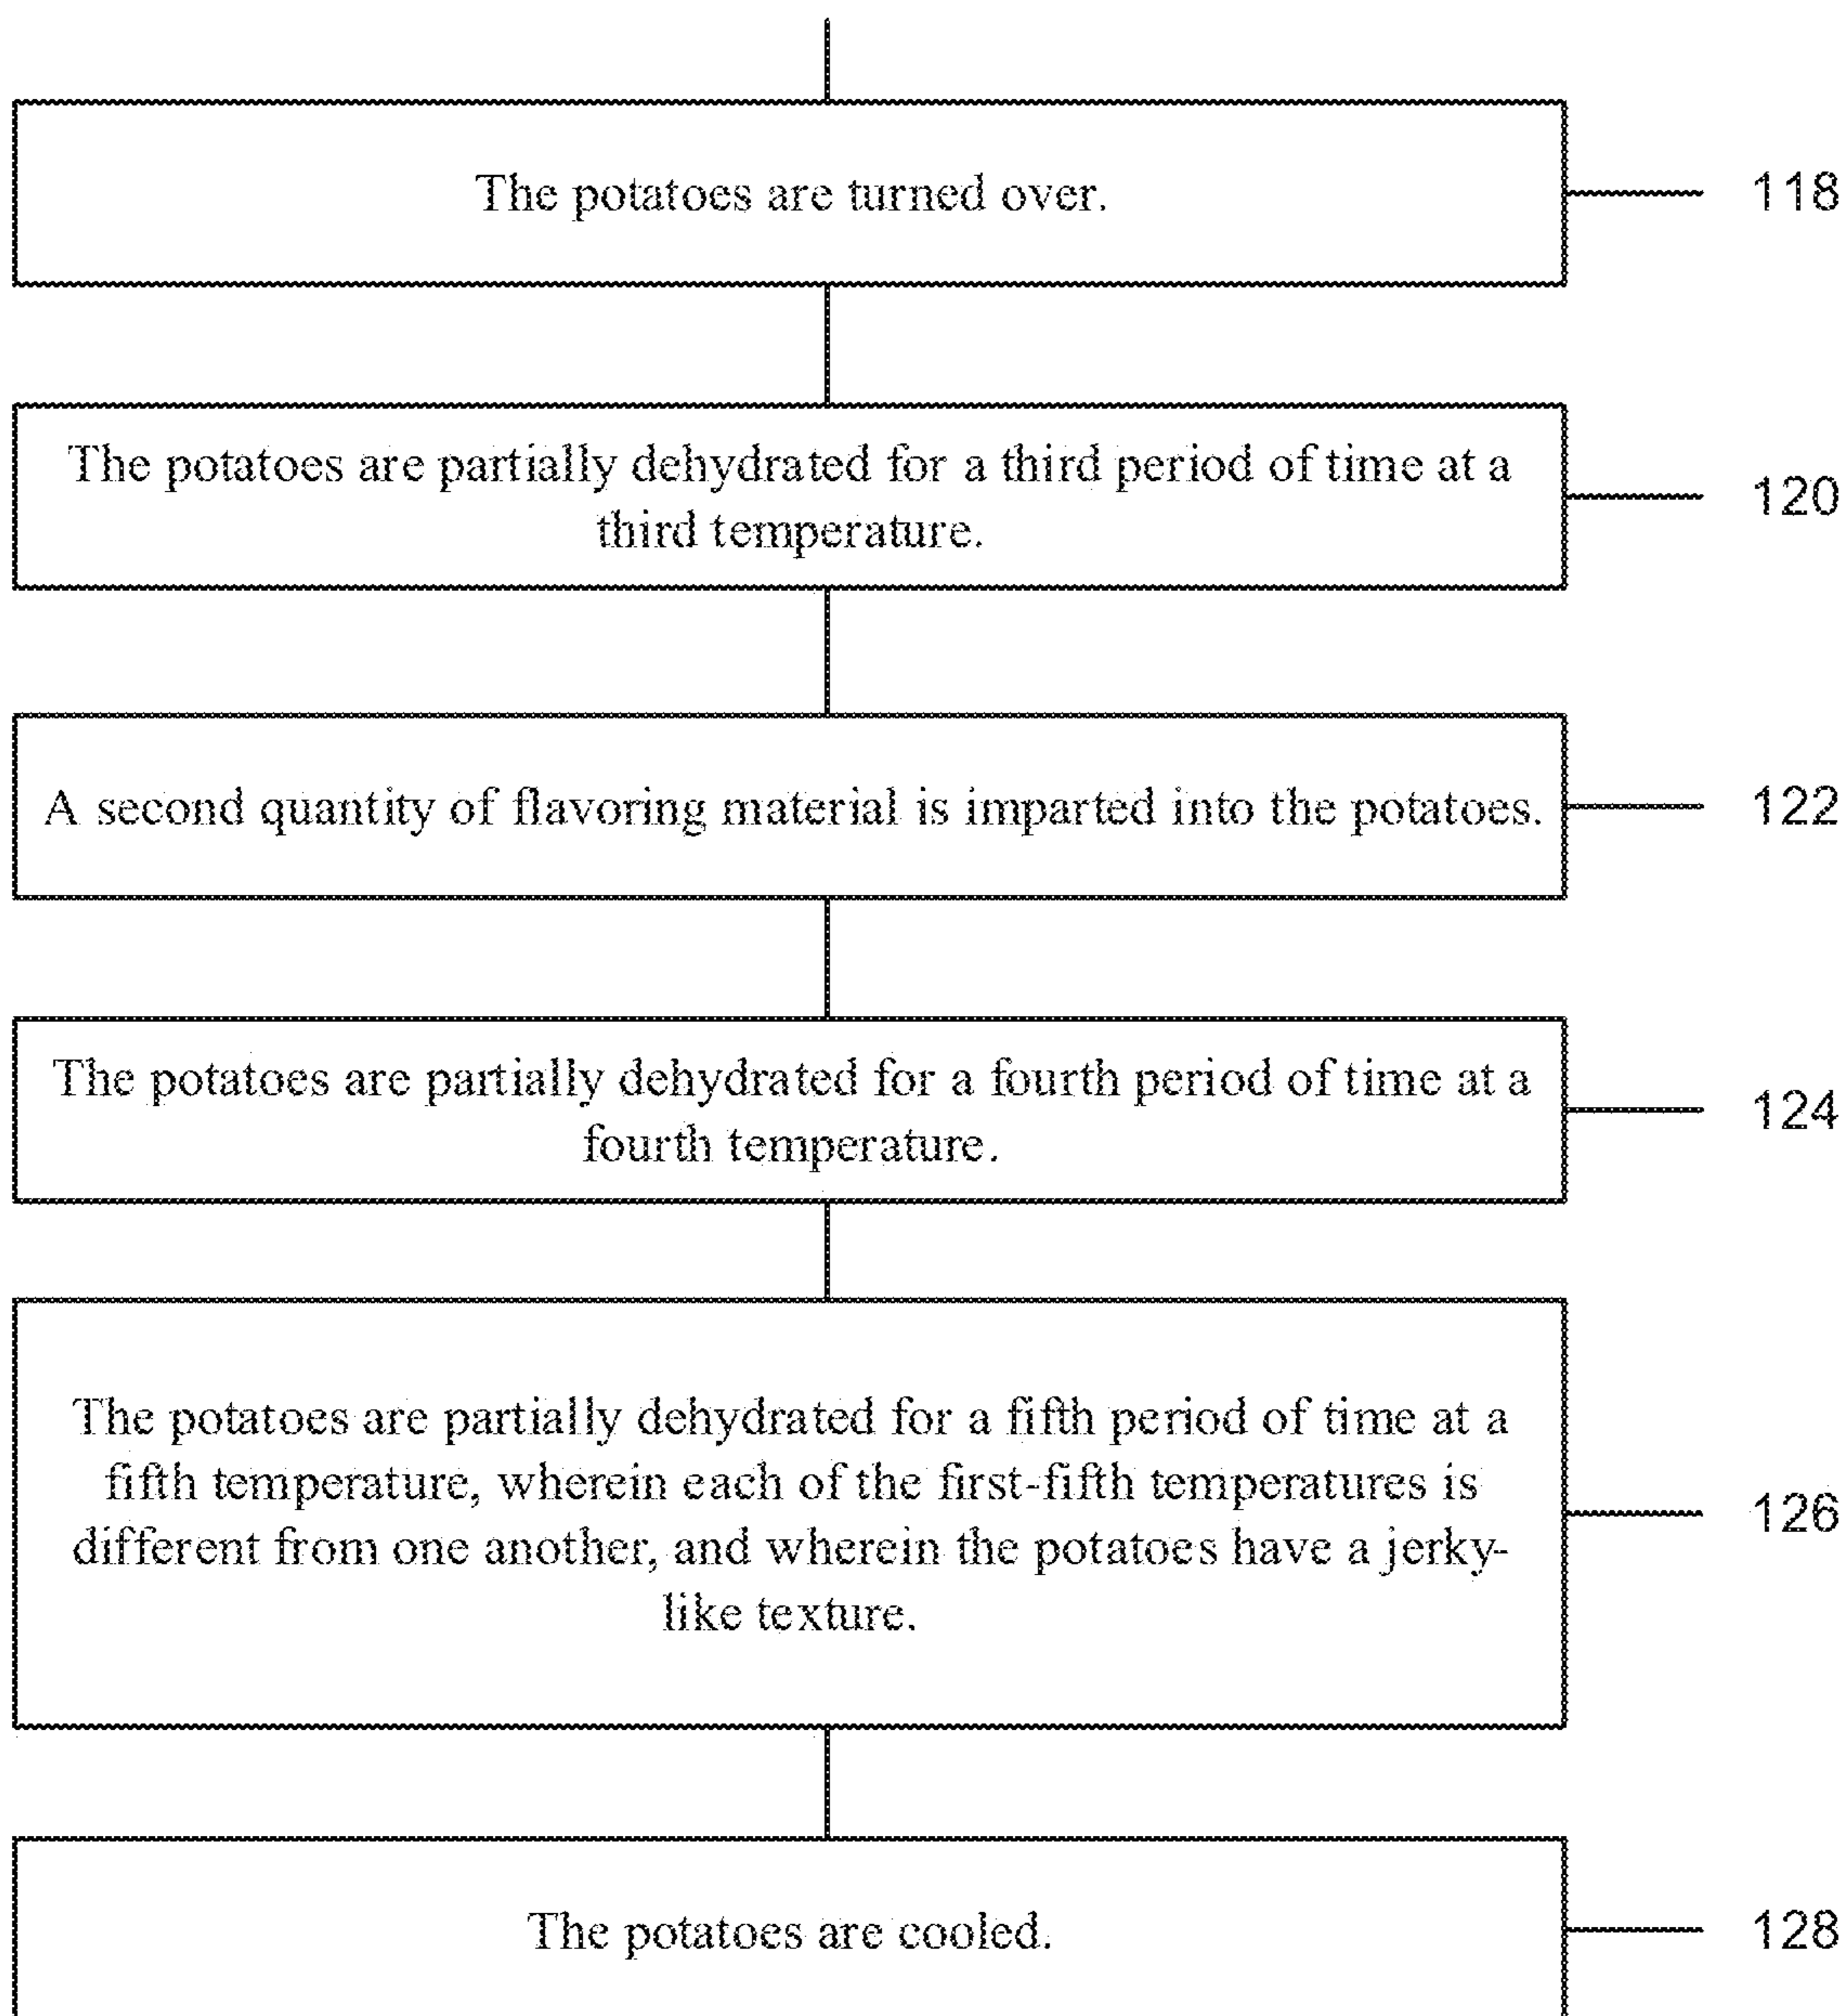 The potatoes are turned over.
118
The potatoes are partially dehydrated for a third period of time at a
third temperature.
120
A second quantity of flavoring material is imparted into the potatoes.
122
The potatoes are partially dehydrated for a fourth period of time at a
fourth temperature.
124
The potatoes are partially dehydrated for a fifth period of time at a
fifth temperature, wherein each of the first-fifth temperatures is
different from one another, and wherein the potatoes have a jerky-
like texture.
126
The potatoes are cooled.
128